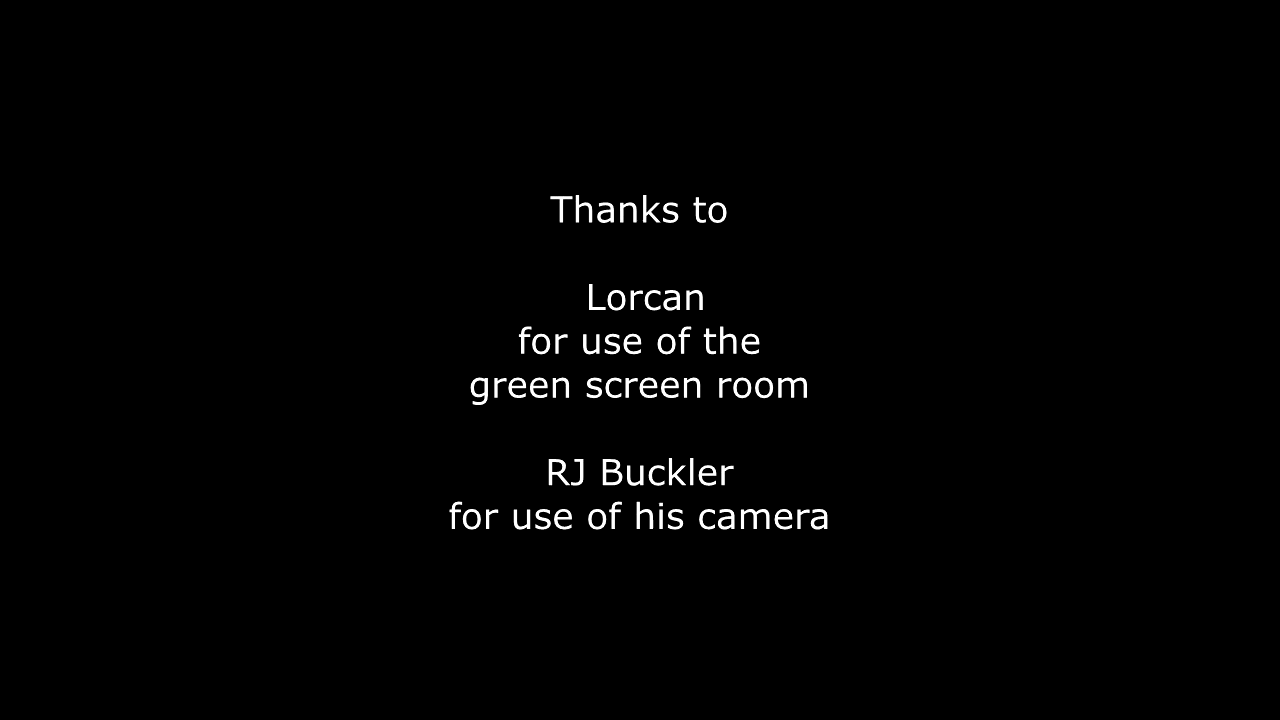 Thanks to
Lorcan
for use of the
green screen room
RJ Buckler
for use of his camera